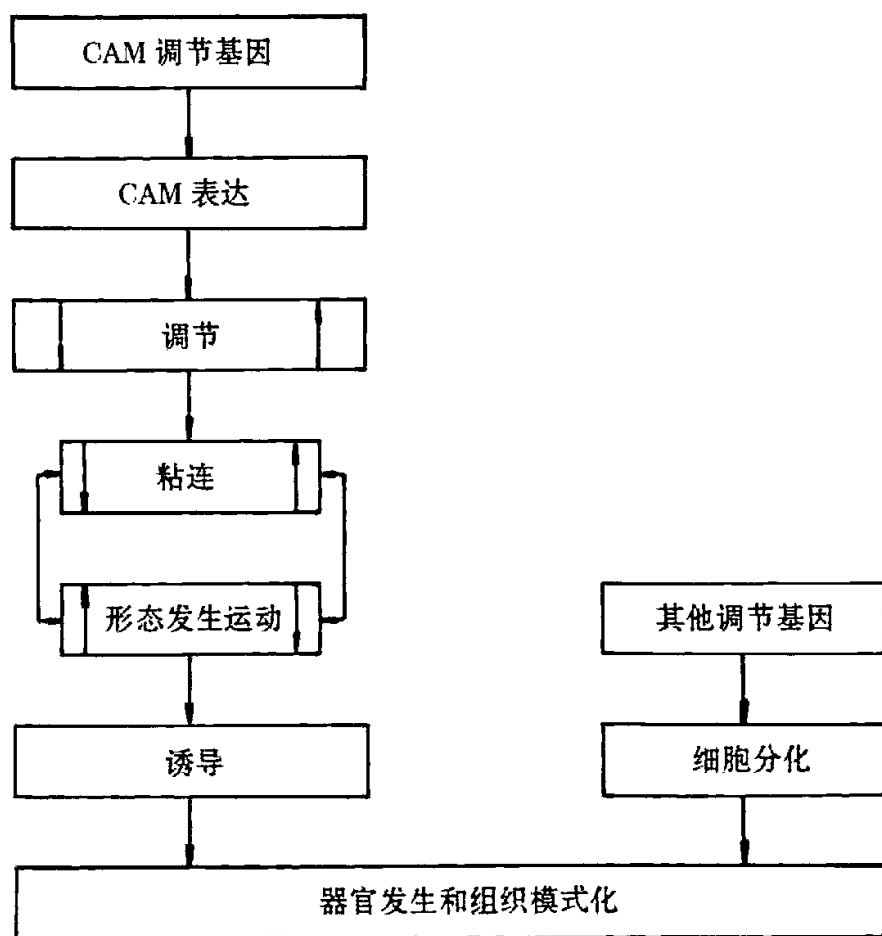 CAM 调节基因
CAM 表达
调节
粘连
形态发生运动
其他调节基因
诱导
细胞分化
器官发生和组织模式化